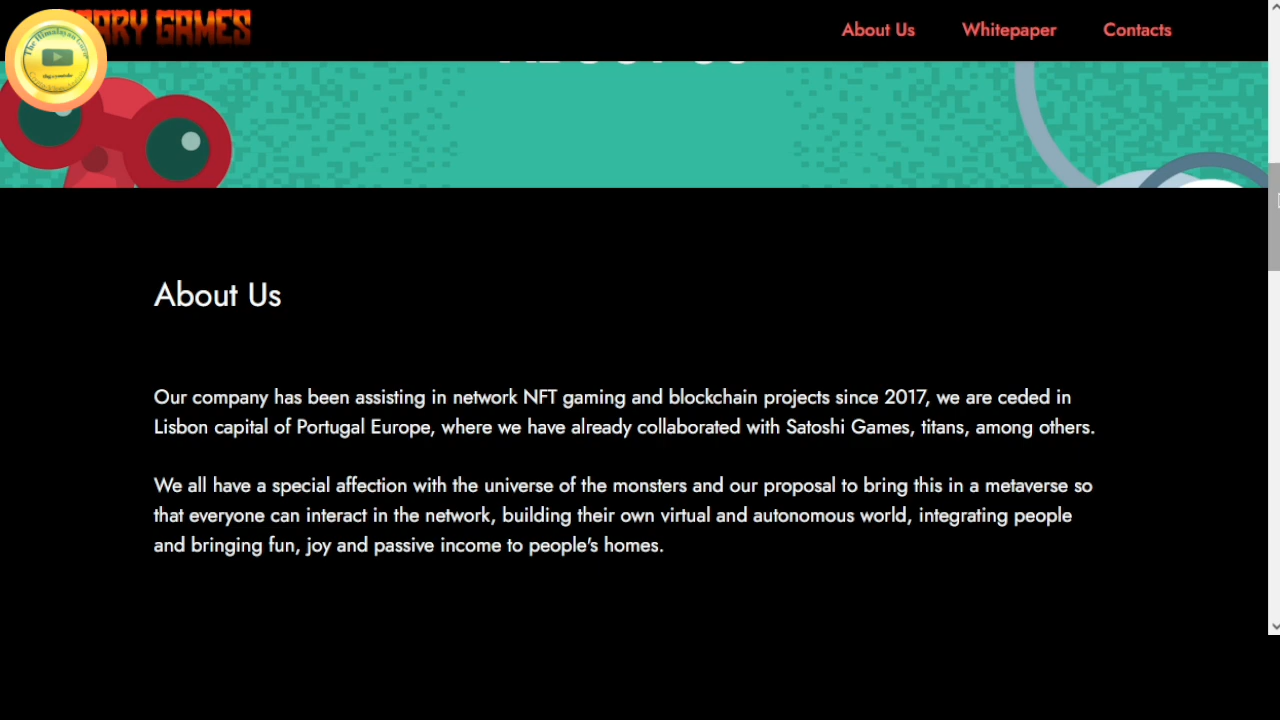 GAMES
About Us
Whitepaper
Contacts
The Himalayan
About Us
Our company has been assisting in network NFT gaming and blockchain projects since 2017, we are ceded in
Lisbon capital of Portugal Europe, where we have already collaborated with Satoshi Games, titans, among others.
We all have a special affection with the universe of the monsters and our proposal to bring this in a metaverse so
that everyone can interact in the network, building their own virtual and autonomous world, integrating people
and bringing fun, joy and passive income to people's homes.